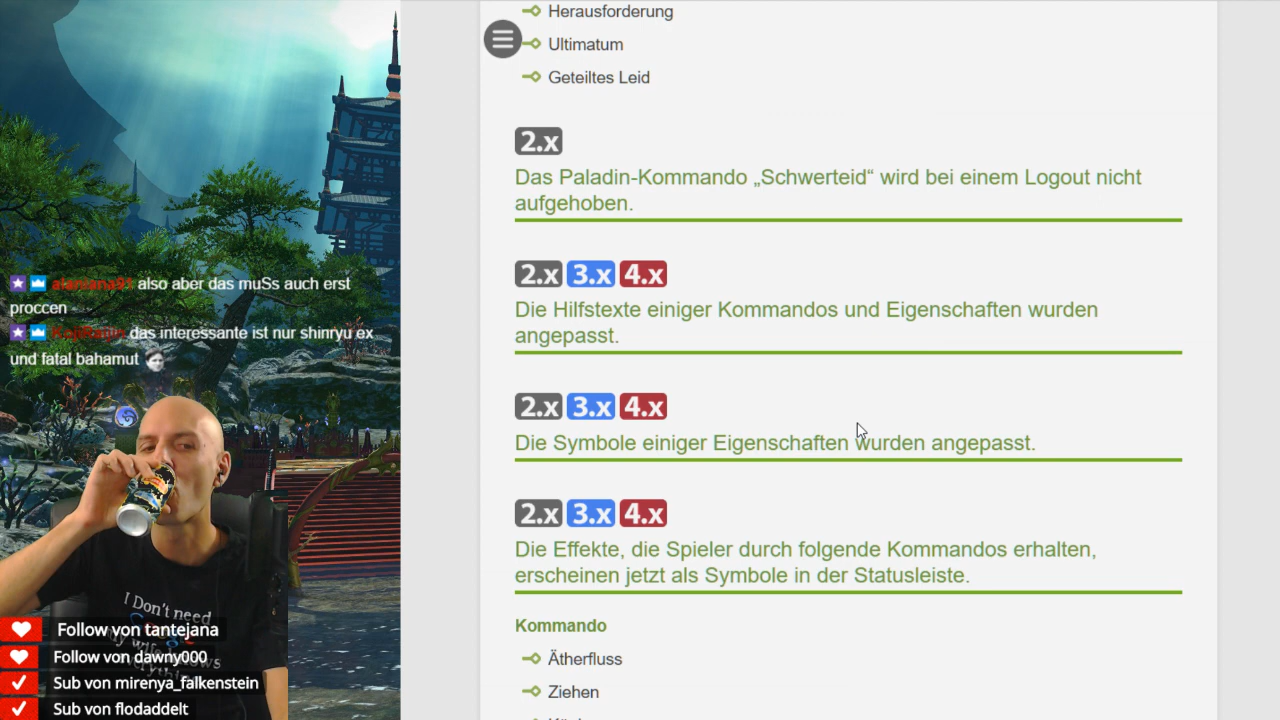 Herausforderung
Ultimatum
Geteiltes Leid
2.x
Das Paladin-Kommando „Schwerteid“ wird bei einem Logout nicht
aufgehoben.
2.x 3.x 4.x
Die Hilfstexte einiger Kommandos und Eigenschaften wurden
angepasst.
2.x 3.x 4.x
Die Symbole einiger Eigenschaften wurden angepasst.
2.x 3.x 4.x
Die Effekte, die Spieler durch folgende Kommandos erhalten,
erscheinen jetzt als Symbole in der Statusleiste.
Kommando
Ätherfluss
Ziehen
also aber das muSs auch erst
proccen
das interessante ist nur shinryu ex
und fatal bahamut
I Don't need
Follow von tantejana
Follow von dawny000
Sub von mirenya_falkenstein
Sub von flodaddelt